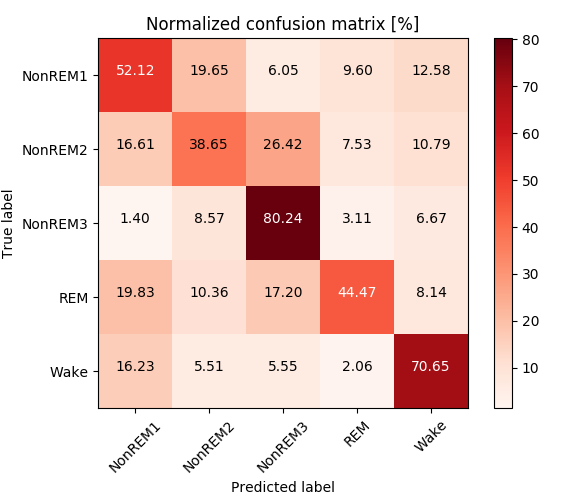 Normalized confusion matrix [%]
NonREM1 52.12 19.65 6.05 9.60 12.58
NonREM2 16.61 38.65 26.42 7.53 10.79
NonREM3 1.40 8.57 80.24 3.11 6.67
REM 19.83 10.36 17.20 44.47 8.14
Wake 16.23 5.51 5.55 2.06 70.65
NonREM1 NonREM2 NonREM3 REM Wake
Predicted label
True label
80
70
60
50
40
30
20
10